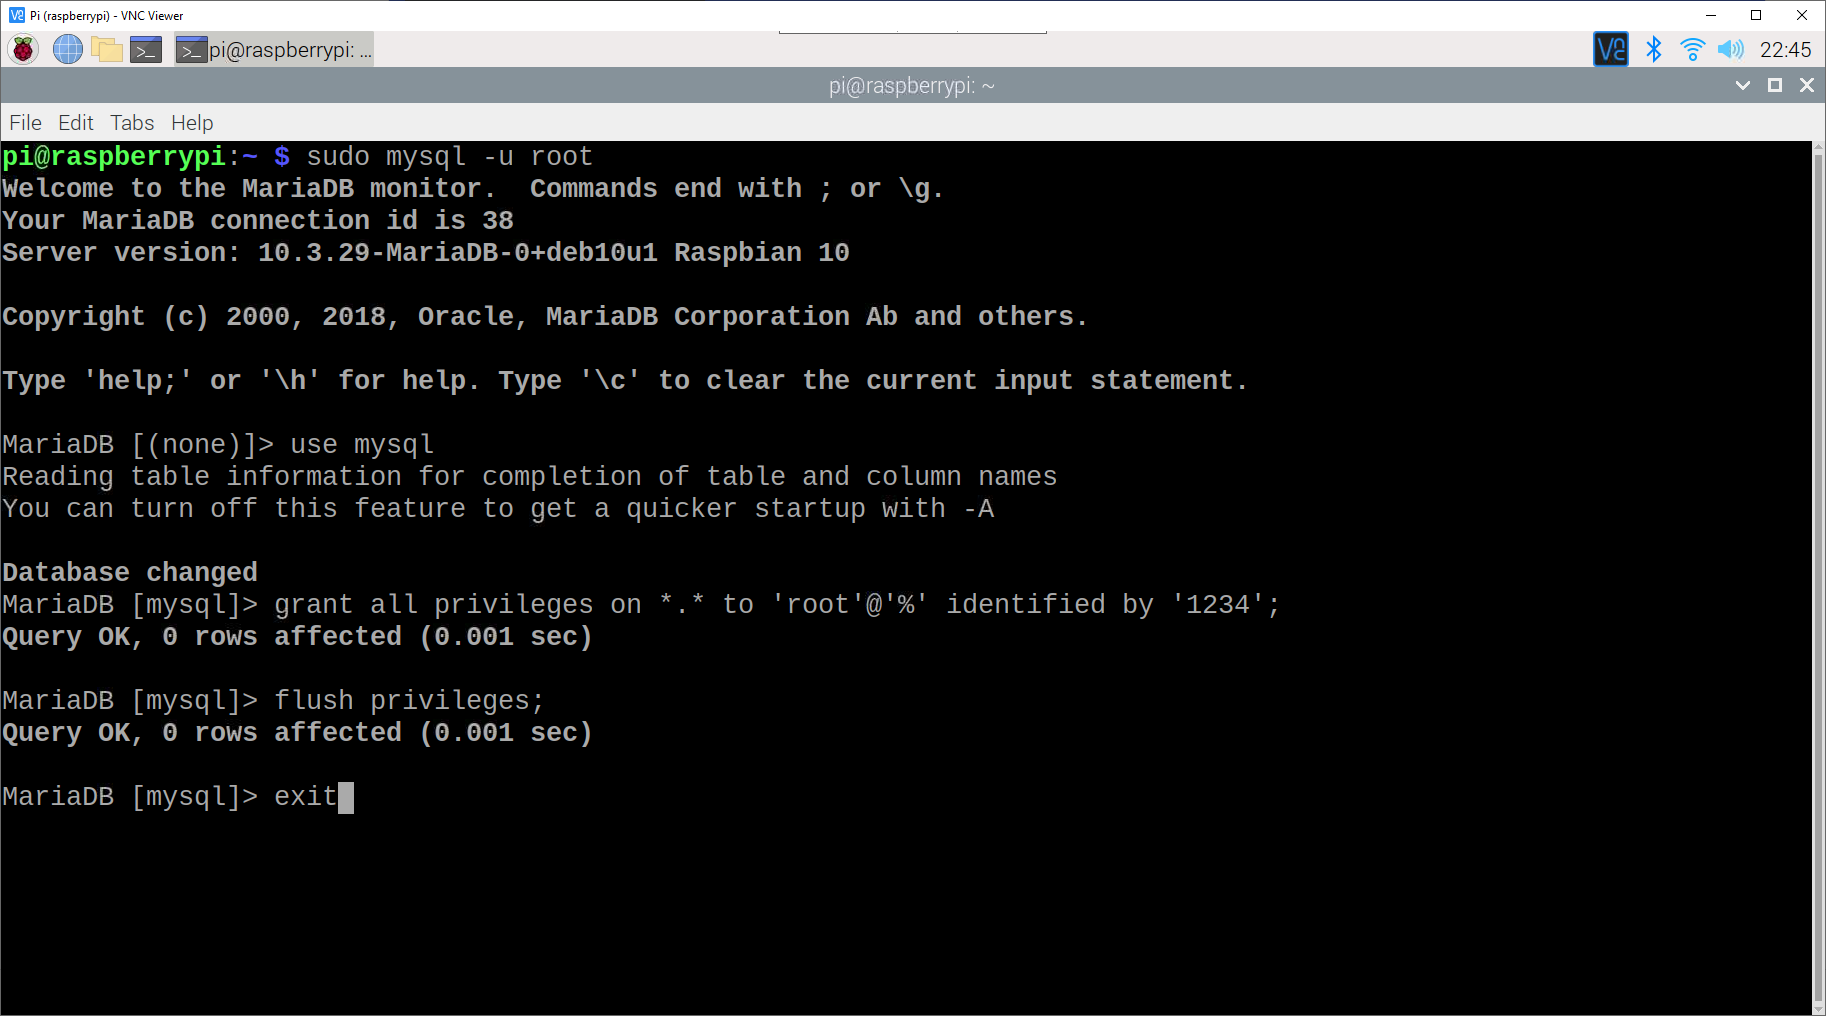 Pi (raspberrypi) - VNC Viewer
pi@raspberrypi: ...
22:45
pi@raspberrypi: ~
File Edit Tabs Help
pi@raspberrypi:~ $ sudo mysql -u root
Welcome to the MariaDB monitor.  Commands end with ; or \g.
Your MariaDB connection id is 38
Server version: 10.3.29-MariaDB-0+deb10u1 Raspbian 10
Copyright (c) 2000, 2018, Oracle, MariaDB Corporation Ab and others.
Type 'help;' or '\h' for help. Type '\c' to clear the current input statement.
MariaDB [(none)]> use mysql
Reading table information for completion of table and column names
You can turn off this feature to get a quicker startup with -A
Database changed
MariaDB [mysql]> grant all privileges on *.* to 'root'@'%' identified by '1234';
Query OK, 0 rows affected (0.001 sec)
MariaDB [mysql]> flush privileges;
Query OK, 0 rows affected (0.001 sec)
MariaDB [mysql]> exit